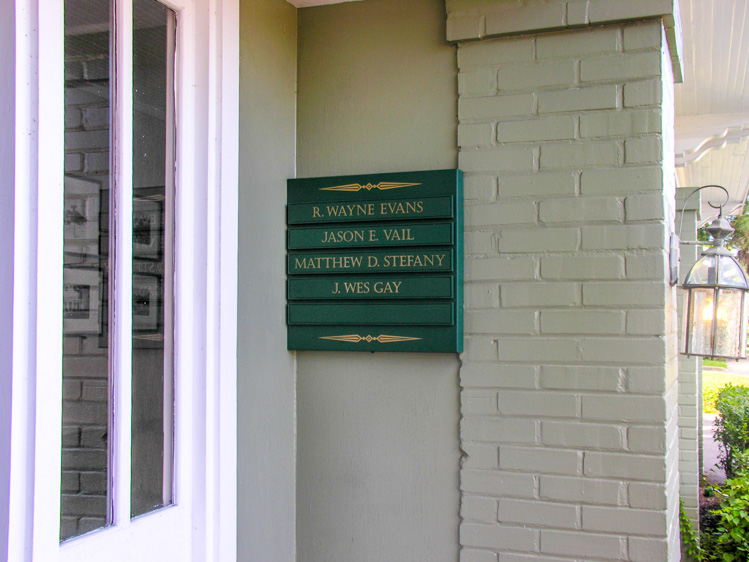 R. WAYNE EVANS
JASON E. VAIL
MATTHEW D. STEFANY
J. WES GAY